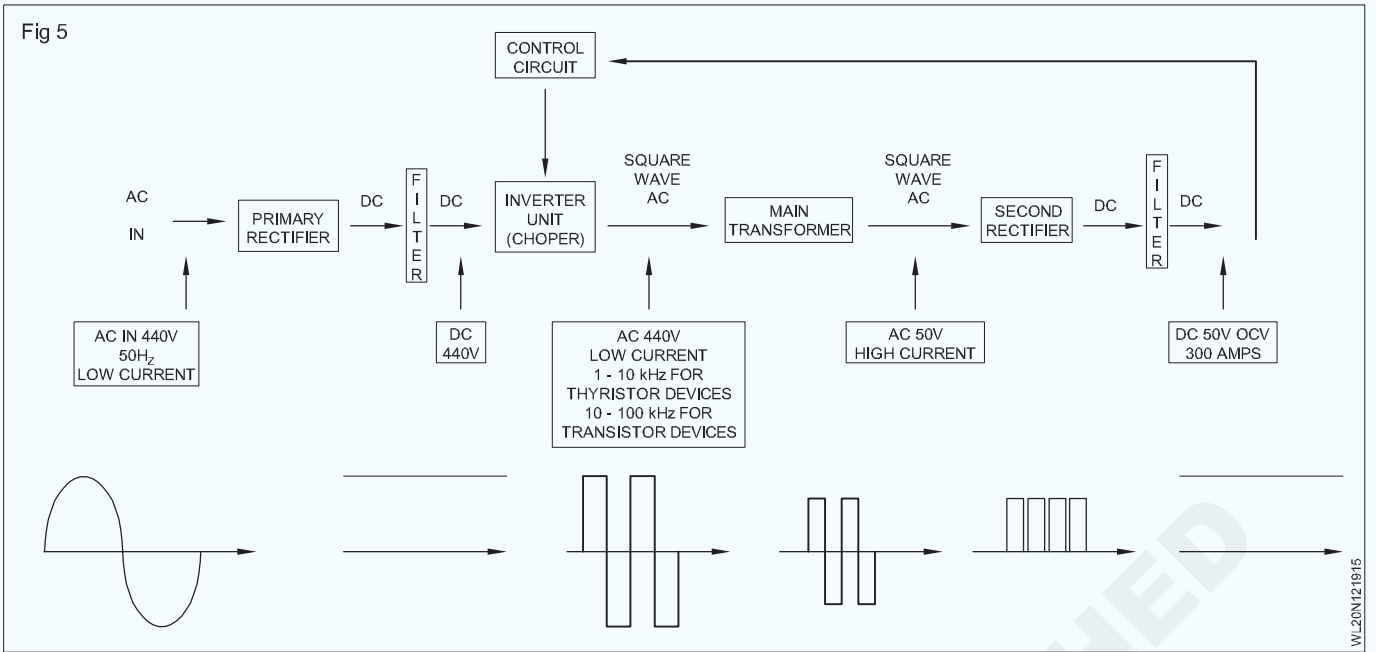 Fig 5
CONTROL
CIRCUIT
AC
IN
PRIMARY
RECTIFIER
DC
FILTER
DC
INVERTER
UNIT
(CHOPER)
SQUARE
WAVE
AC
MAIN
TRANSFORMER
SQUARE
WAVE
AC
SECOND
RECTIFIER
DC
FILTER
DC
AC IN 440V
50HZ
LOW CURRENT
DC
440V
AC 440V
LOW CURRENT
1 - 10 kHz FOR
THYRISTOR DEVICES
10 - 100 kHz FOR
TRANSISTOR DEVICES
AC 50V
HIGH CURRENT
DC 50V OCV
300 AMPS
WL20N121915
HED